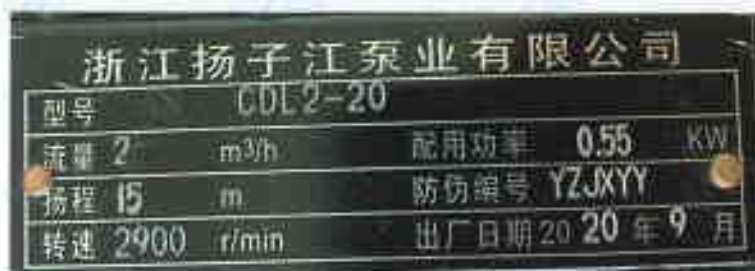 浙江扬子江泵业有限公司
型号 CDL2-20
流量 2 m³/h 配用功率 0.55 KW
扬程 15 m 防伪编号 YZJXYY
转速 2900 r/min 出厂日期 2020 年 9 月